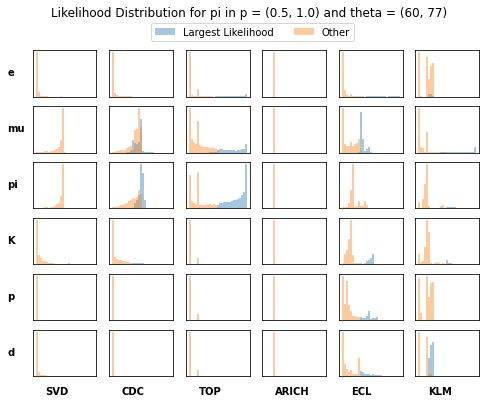 Likelihood Distribution for pi in p = (0.5, 1.0) and theta = (60, 77)
Largest Likelihood Other
e
mu
pi
K
p
d
SVD CDC TOP ARICH ECL KLM